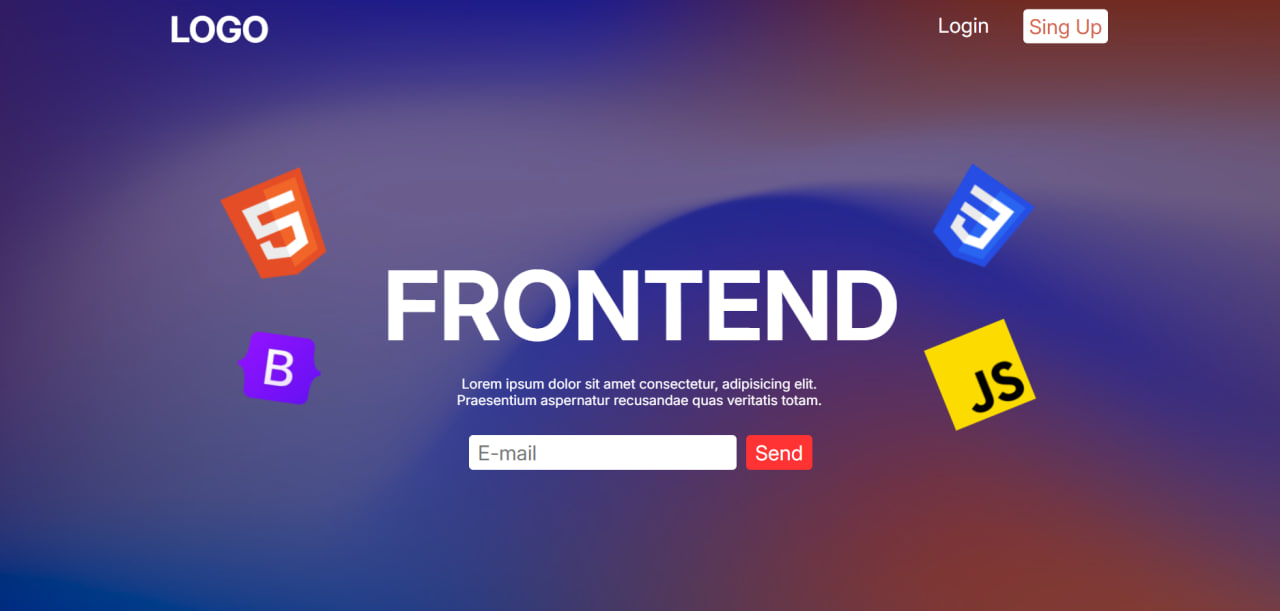 LOGO
Login
Sing Up
5
3
FRONTEND
B
JS
Lorem ipsum dolor sit amet consectetur, adipisicing elit.
Praesentium aspernatur recusandae quas veritatis totam.
E-mail
Send